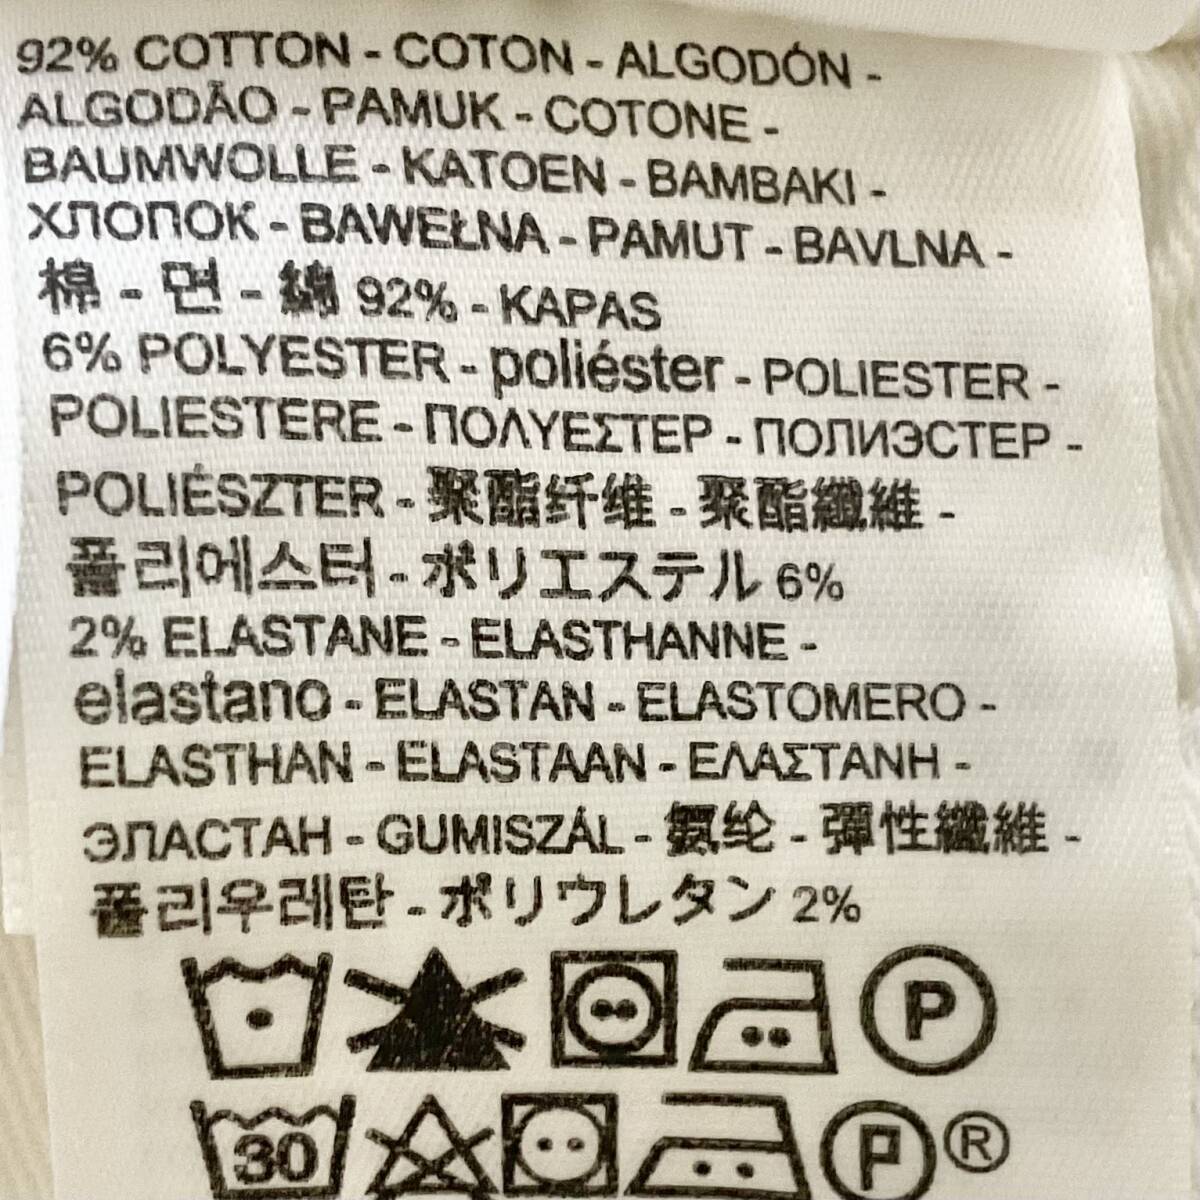 92% COTTON - COTON - ALGODÓN -
ALGODÃO - PAMUK - COTONE -
BAUMWOLLE - KATOEN - BAMBAKI -
ХЛОПОК - BAWEŁNA - PAMUT - BAVLNA -
棉 - 면 - 綿 92% - KAPAS
6% POLYESTER - poliéster - POLIESTER -
POLIESTERE - ΠΟΛΥΕΣΤΕΡ - ПОЛИЭСТЕР -
POLIÉSZTER - 聚酯纤维 - 聚酯纖維 -
폴리에스터 - ポリエステル 6%
2% ELASTANE - ELASTHANNE -
elastano - ELASTAN - ELASTOMERO -
ELASTHAN - ELASTAAN - ΕΛΑΣΤΑΝΗ -
ЭЛАСТАН - GUMISZÁL - 氨纶 - 彈性纖維 -
폴리우레탄 - ポリウレタン 2%
P
30 P ®